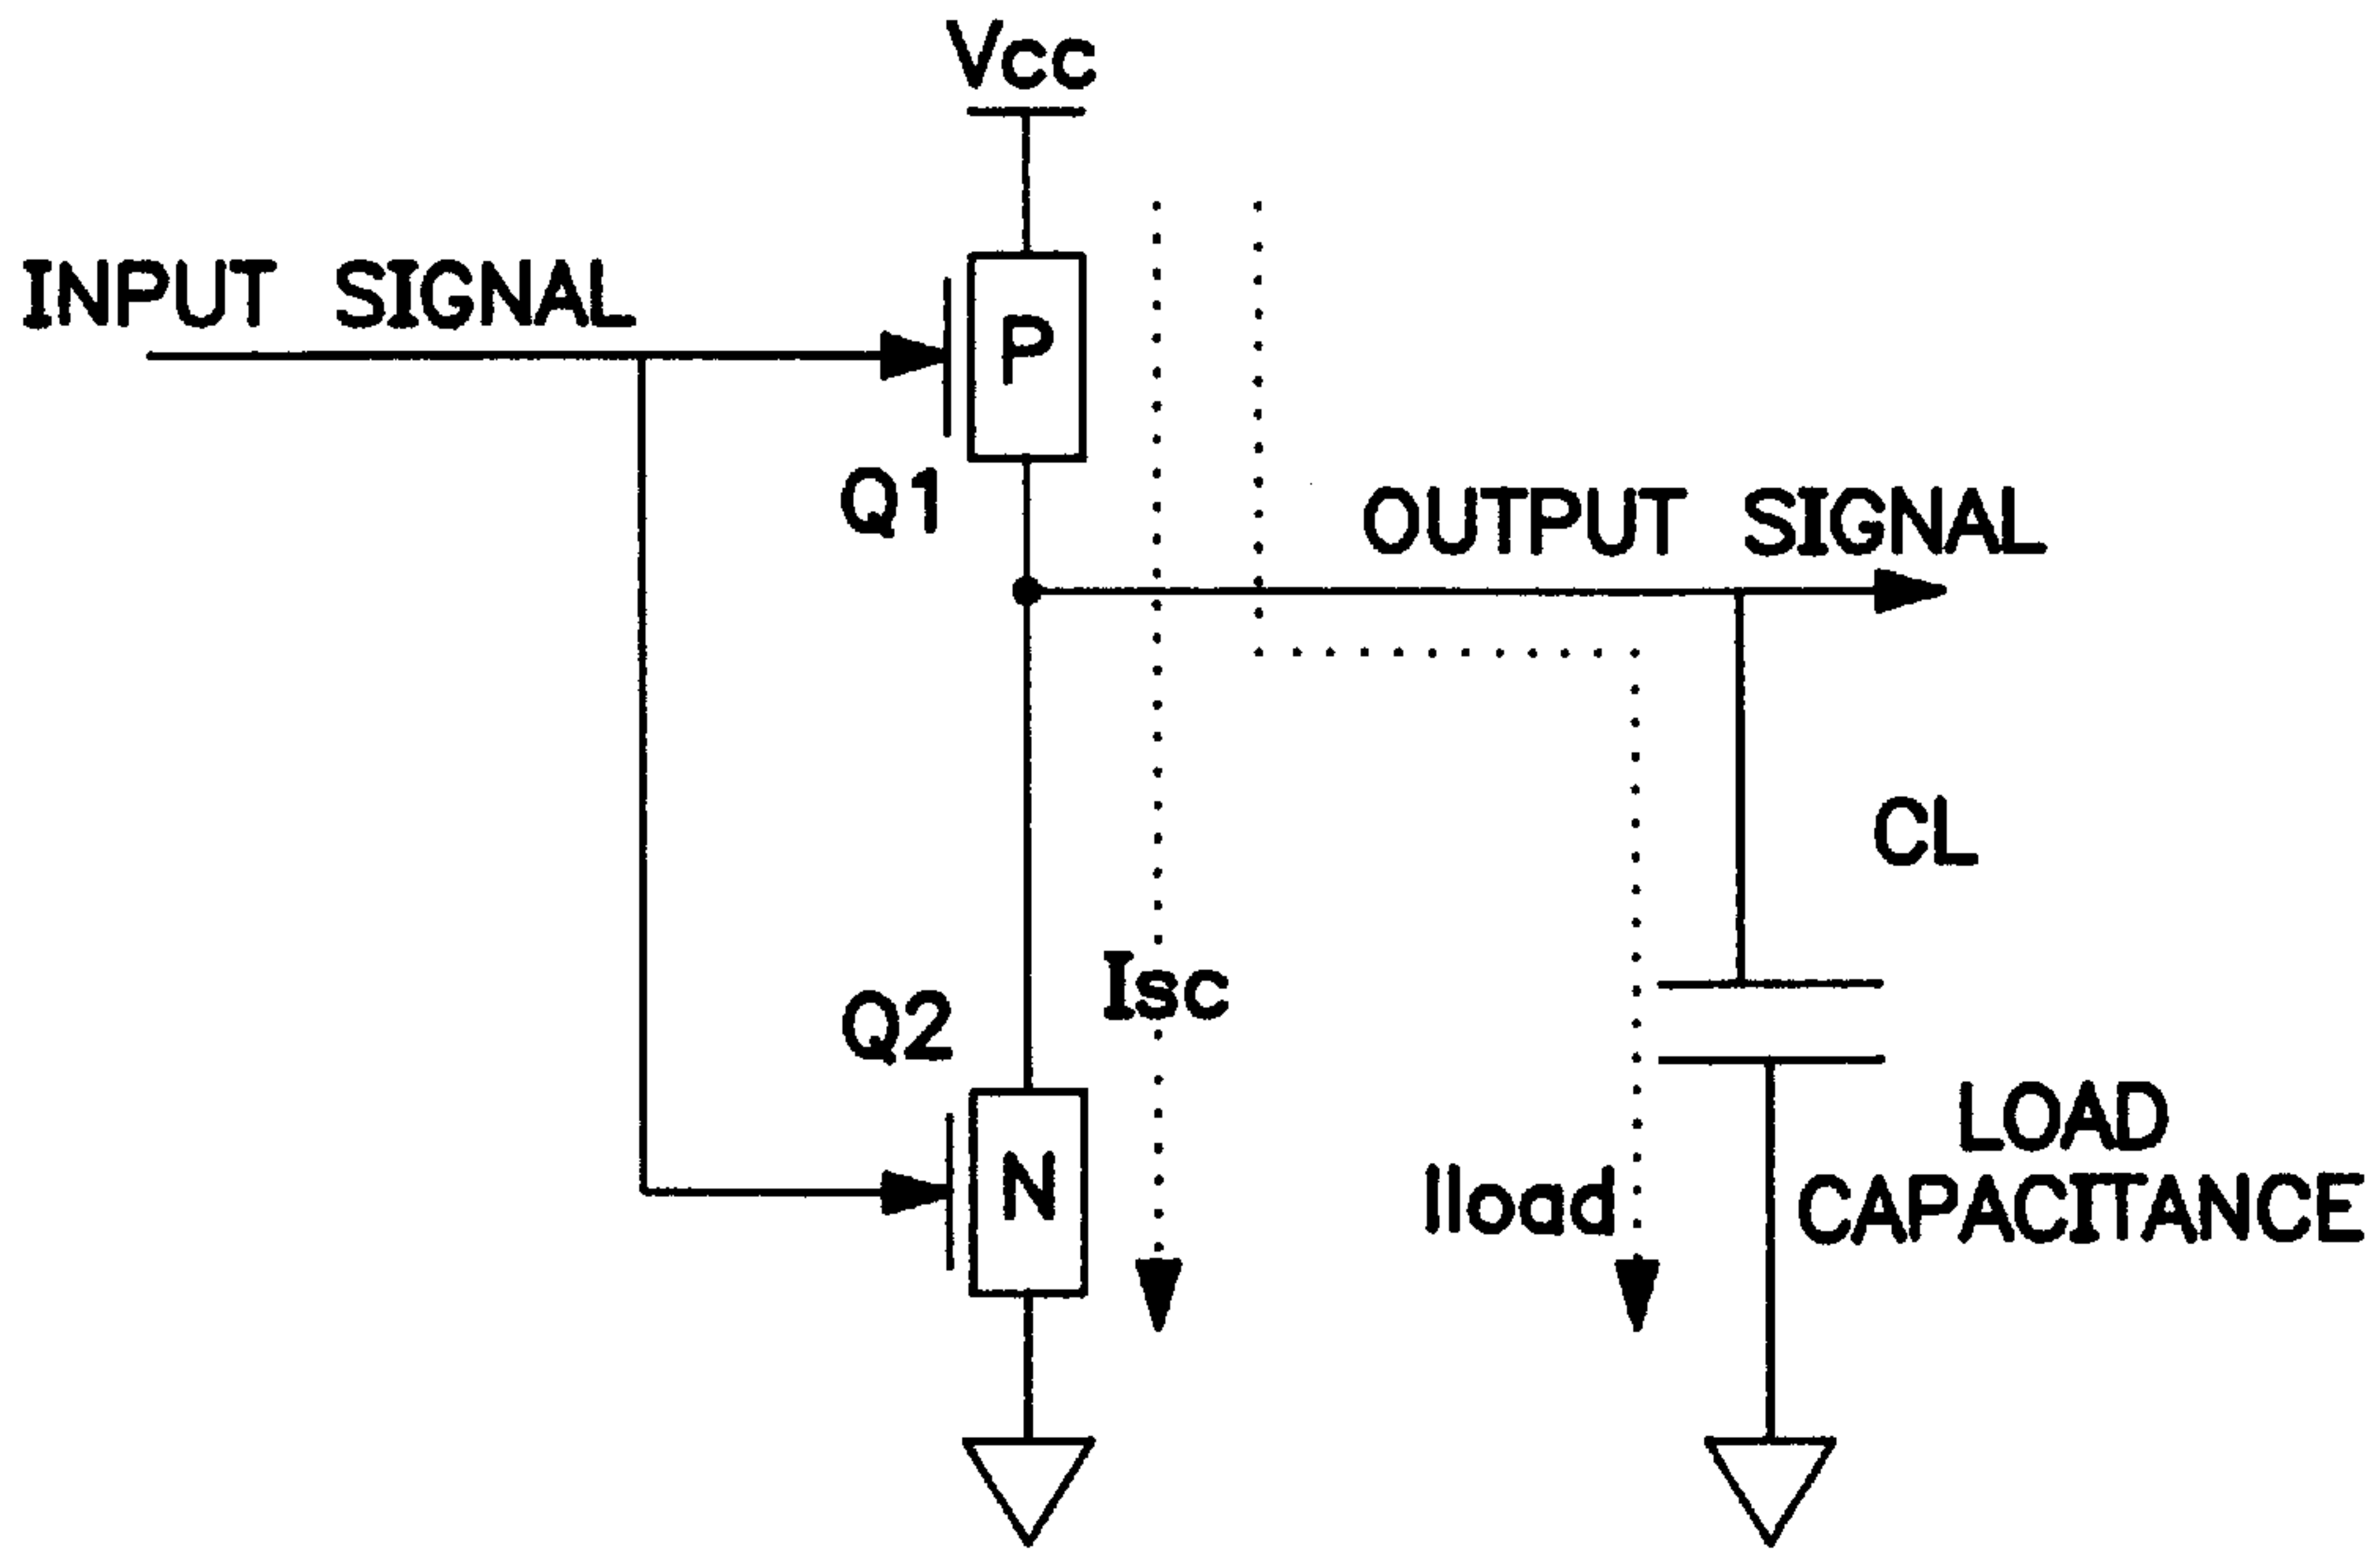 Vcc
INPUT SIGNAL
P
Q1
OUTPUT SIGNAL
CL
Isc
Q2
LOAD
CAPACITANCE
N
Iload